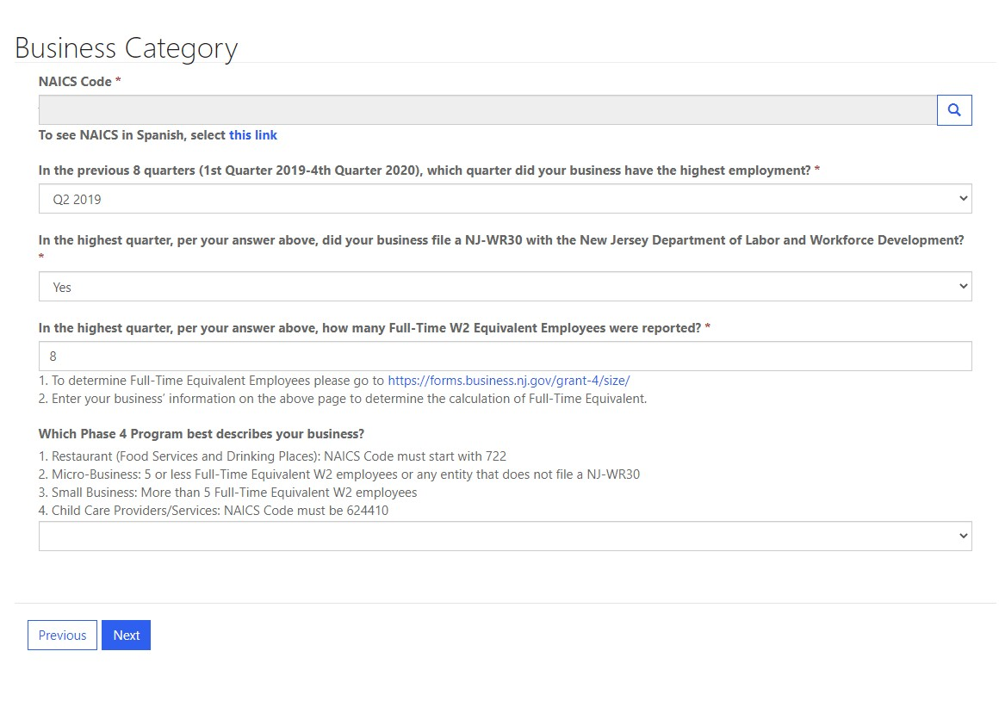 Business Category
NAICS Code *
To see NAICS in Spanish, select this link
In the previous 8 quarters (1st Quarter 2019-4th Quarter 2020), which quarter did your business have the highest employment? *
Q2 2019
In the highest quarter, per your answer above, did your business file a NJ-WR30 with the New Jersey Department of Labor and Workforce Development?
*
Yes
In the highest quarter, per your answer above, how many Full-Time W2 Equivalent Employees were reported? *
8
1. To determine Full-Time Equivalent Employees please go to https://forms.business.nj.gov/grant-4/size/
2. Enter your business’ information on the above page to determine the calculation of Full-Time Equivalent.
Which Phase 4 Program best describes your business?
1. Restaurant (Food Services and Drinking Places): NAICS Code must start with 722
2. Micro-Business: 5 or less Full-Time Equivalent W2 employees or any entity that does not file a NJ-WR30
3. Small Business: More than 5 Full-Time Equivalent W2 employees
4. Child Care Providers/Services: NAICS Code must be 624410
Previous Next